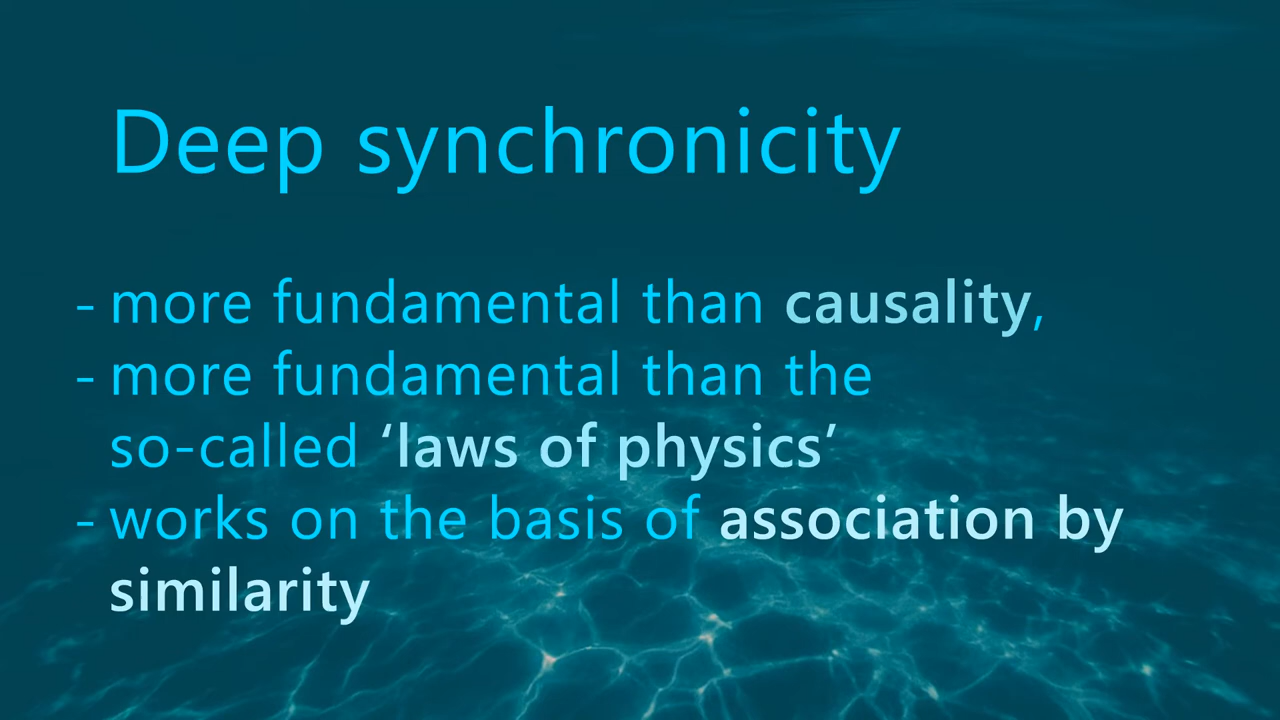 Deep synchronicity
- more fundamental than causality,
- more fundamental than the
so-called ‘laws of physics’
- works on the basis of association by
similarity